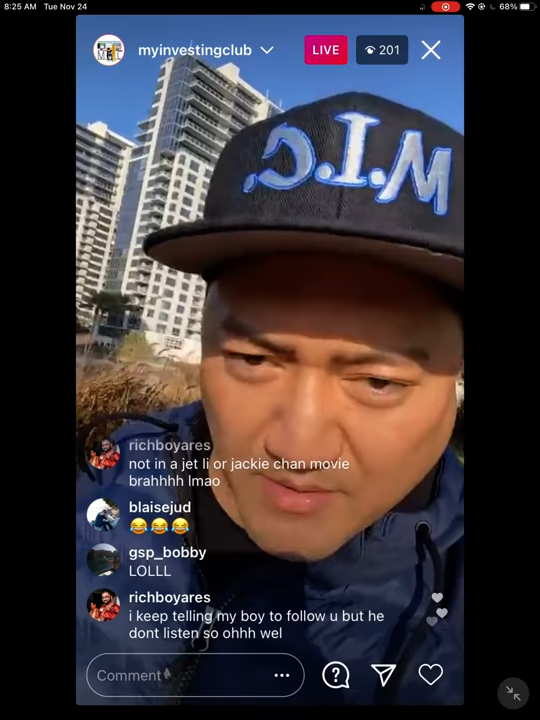 8:25 AM Tue Nov 24
68%
myinvestingclub
LIVE
201
M.I.C.
richboyares
not in a jet li or jackie chan movie
brahhhh lmao
blaisejud
😂😂😂
gsp_bobby
LOLLL
richboyares
i keep telling my boy to follow u but he
dont listen so ohhh wel
Comment